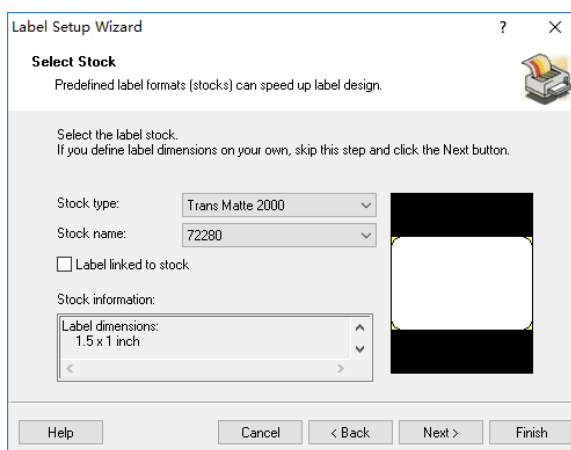 Label Setup Wizard
Select Stock
Predefined label formats (stocks) can speed up label design.
Select the label stock.
If you define label dimensions on your own, skip this step and click the Next button.
Stock type: Trans Matte 2000
Stock name: 72280
Label linked to stock
Stock information:
Label dimensions:
1.5 x 1 inch
Help Cancel < Back Next > Finish